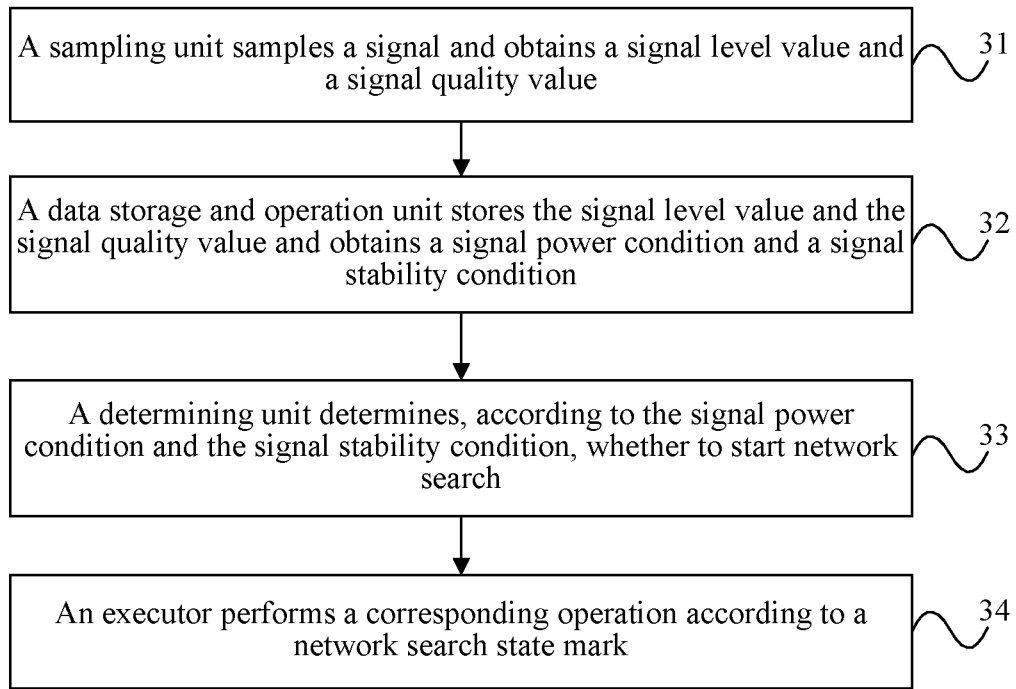 A sampling unit samples a signal and obtains a signal level value and
a signal quality value
31
A data storage and operation unit stores the signal level value and the
signal quality value and obtains a signal power condition and a signal
stability condition
32
A determining unit determines, according to the signal power
condition and the signal stability condition, whether to start network
search
33
An executor performs a corresponding operation according to a
network search state mark
34